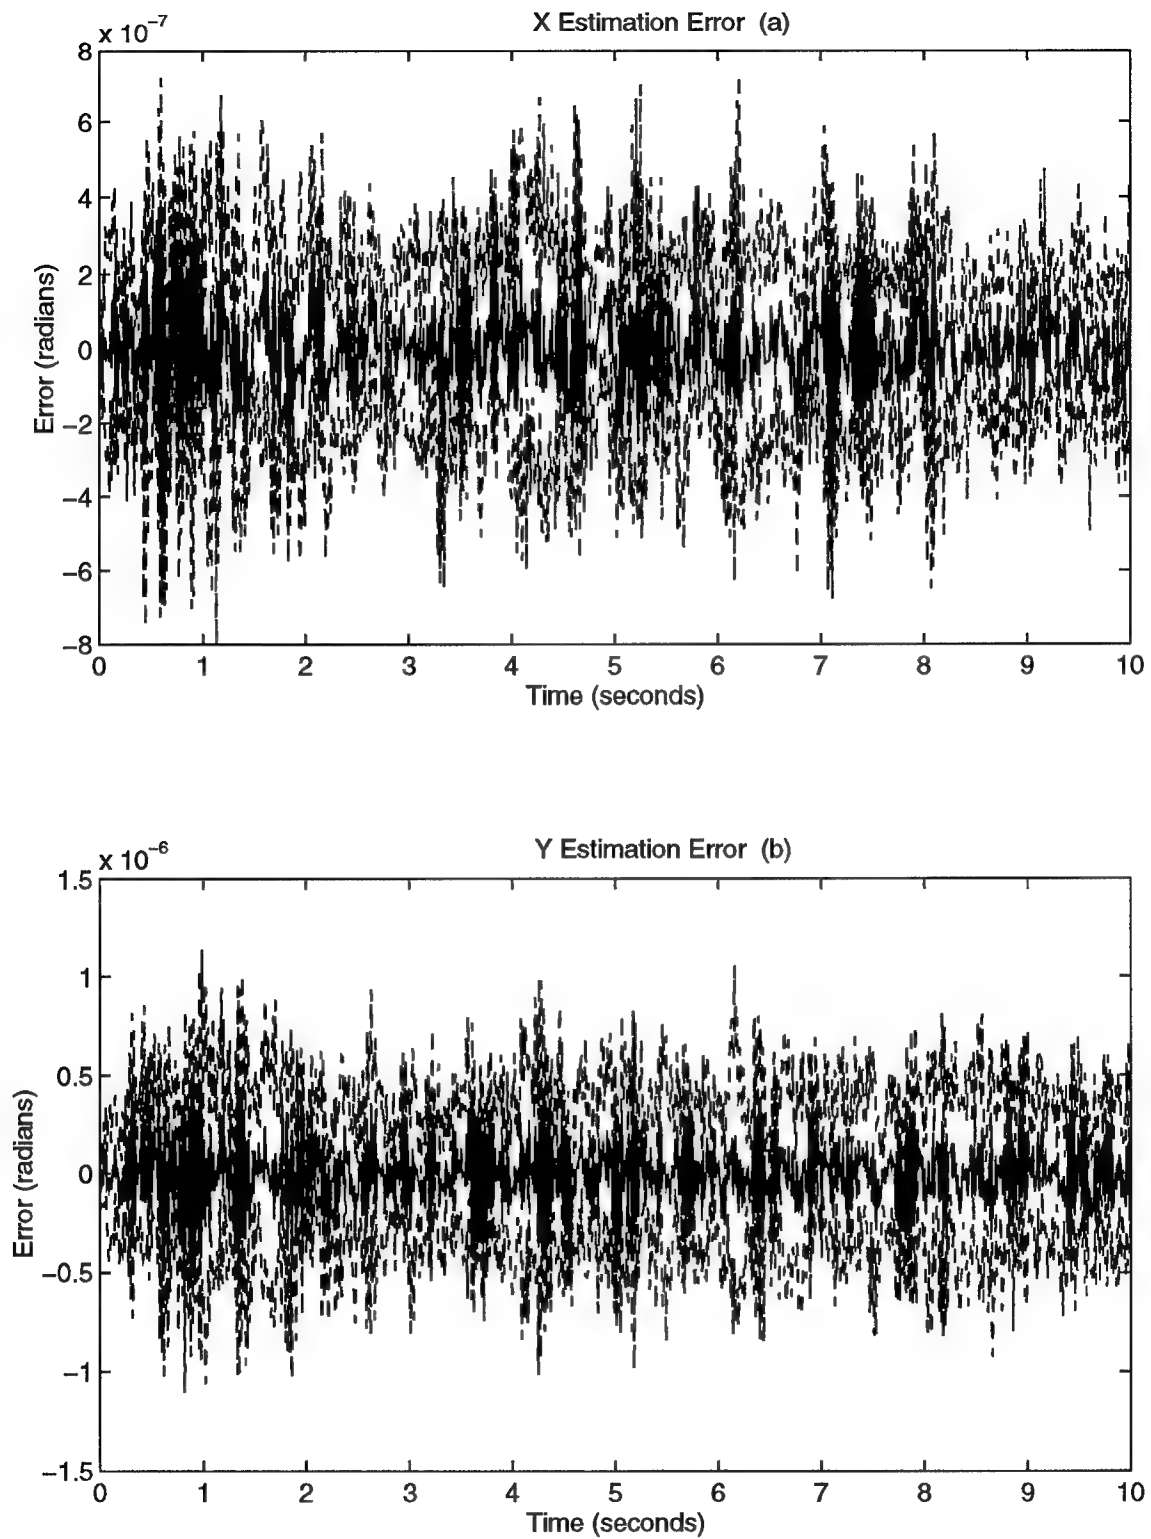 X Estimation Error (a)
x 10⁻⁷
8
6
4
2
0
−2
−4
−6
−8
Error (radians)
0 1 2 3 4 5 6 7 8 9 10
Time (seconds)
Y Estimation Error (b)
x 10⁻⁶
1.5
1
0.5
0
−0.5
−1
−1.5
Error (radians)
0 1 2 3 4 5 6 7 8 9 10
Time (seconds)